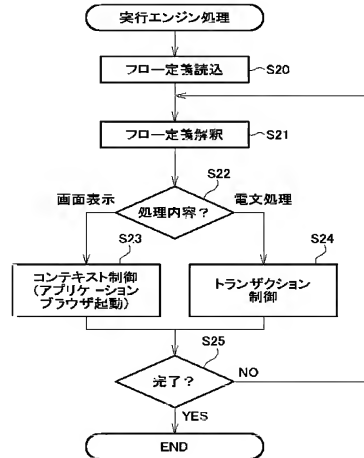 実行エンジン処理
フロー定義読込
S20
フロー定義解釈
S21
S22
画面表示
処理内容？
電文処理
S23
コンテキスト制御
(アプリケーション
ブラウザ起動)
S24
トランザクション
制御
S25
完了？
NO
YES
END